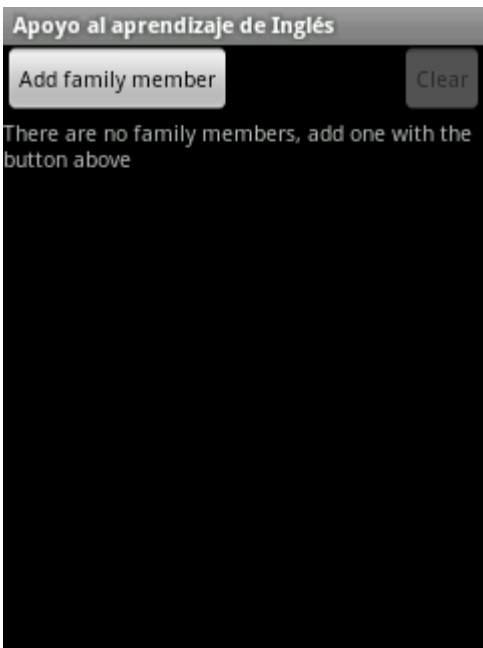 Apoyo al aprendizaje de Inglés
Add family member
Clear
There are no family members, add one with the
button above